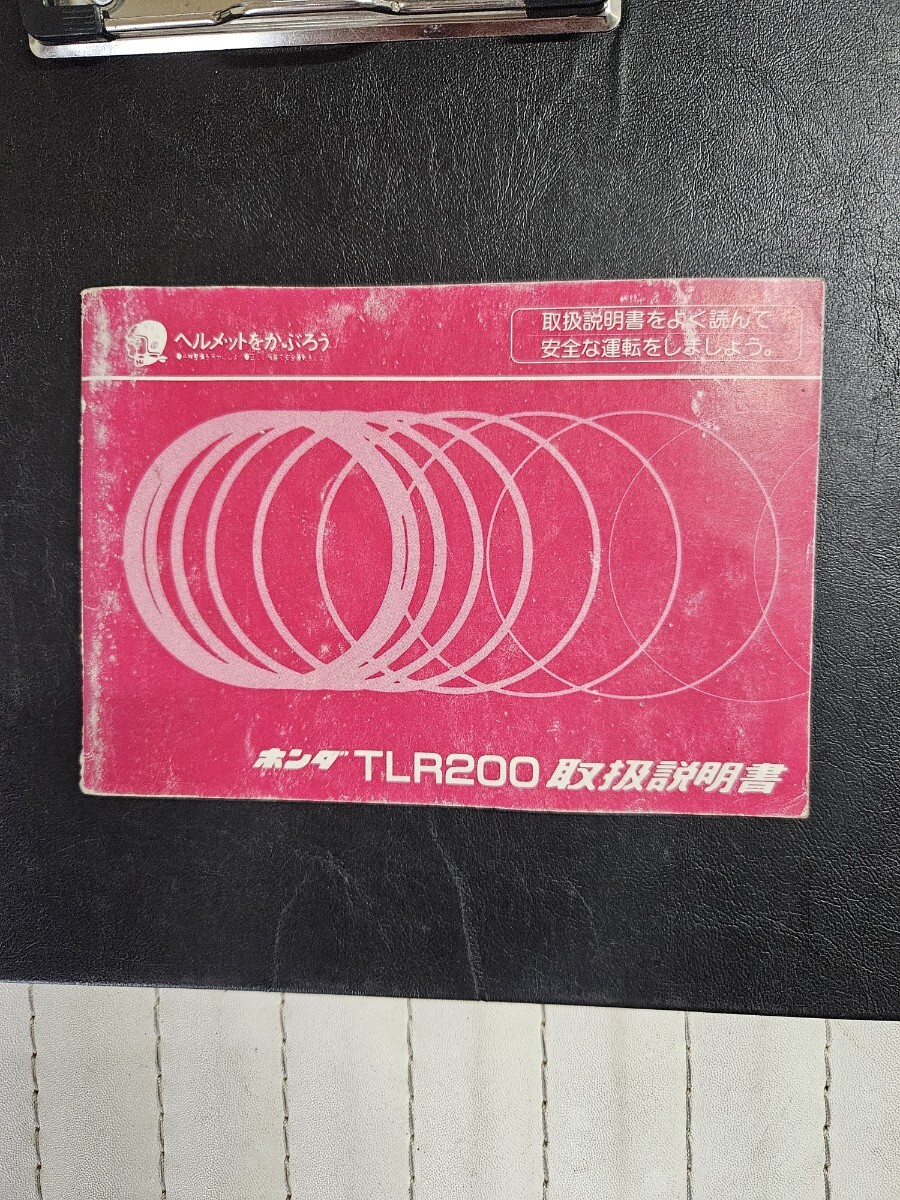 ヘルメットをかぶろう
取扱説明書をよく読んで
安全な運転をしましょう。
ホンダ TLR200 取扱説明書